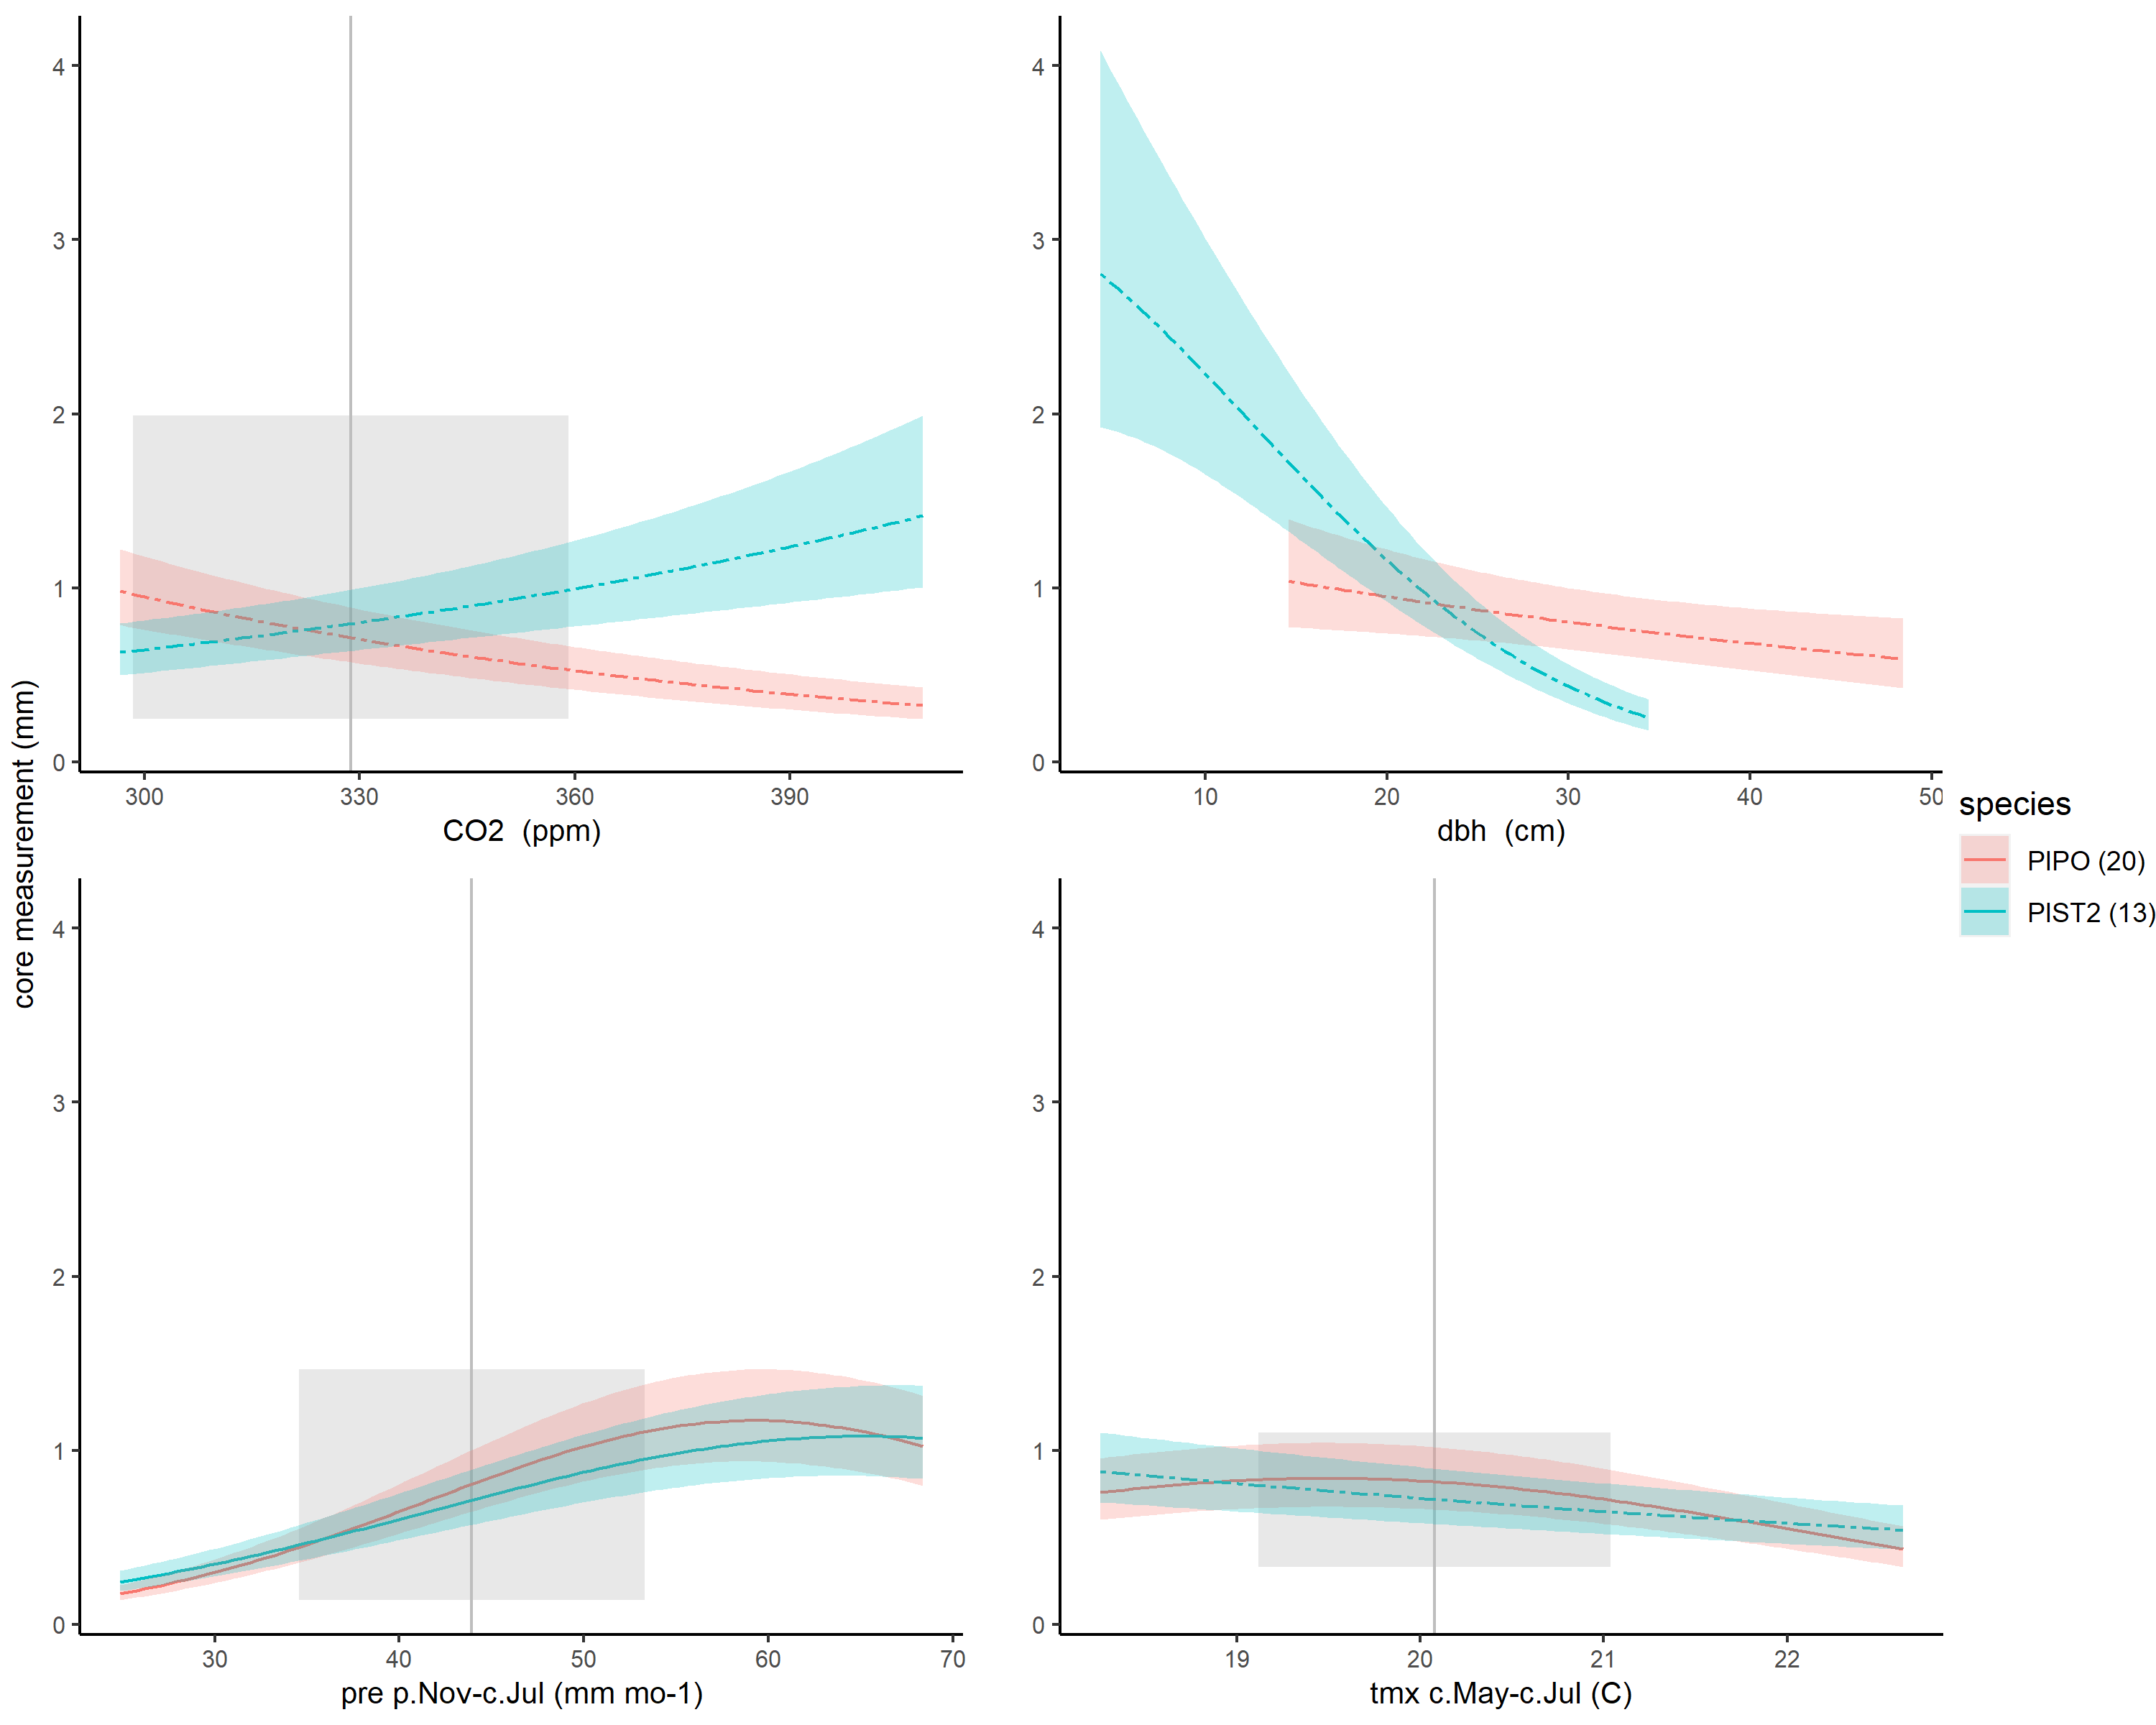 4
3
2
1
0
300 330 360 390
CO2 (ppm)
4
3
2
1
0
10 20 30 40 50
dbh (cm)
core measurement (mm)
species
PIPO (20)
PIST2 (13)
4
3
2
1
0
30 40 50 60 70
pre p.Nov-c.Jul (mm mo-1)
4
3
2
1
0
19 20 21 22
tmx c.May-c.Jul (C)